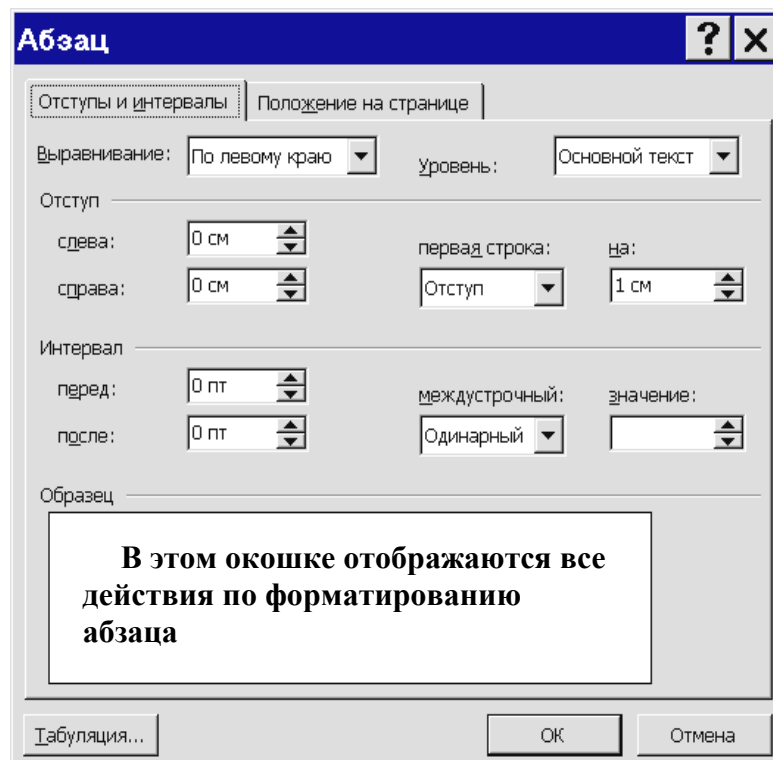 Абзац ? X
Отступы и интервалы Положение на странице
Выравнивание: По левому краю Уровень: Основной текст
Отступ
слева: 0 см первая строка: на:
справа: 0 см Отступ 1 см
Интервал
перед: 0 пт междустрочный: значение:
после: 0 пт Одинарный
Образец
В этом окошке отображаются все
действия по форматированию
абзаца
Табуляция... ОК Отмена